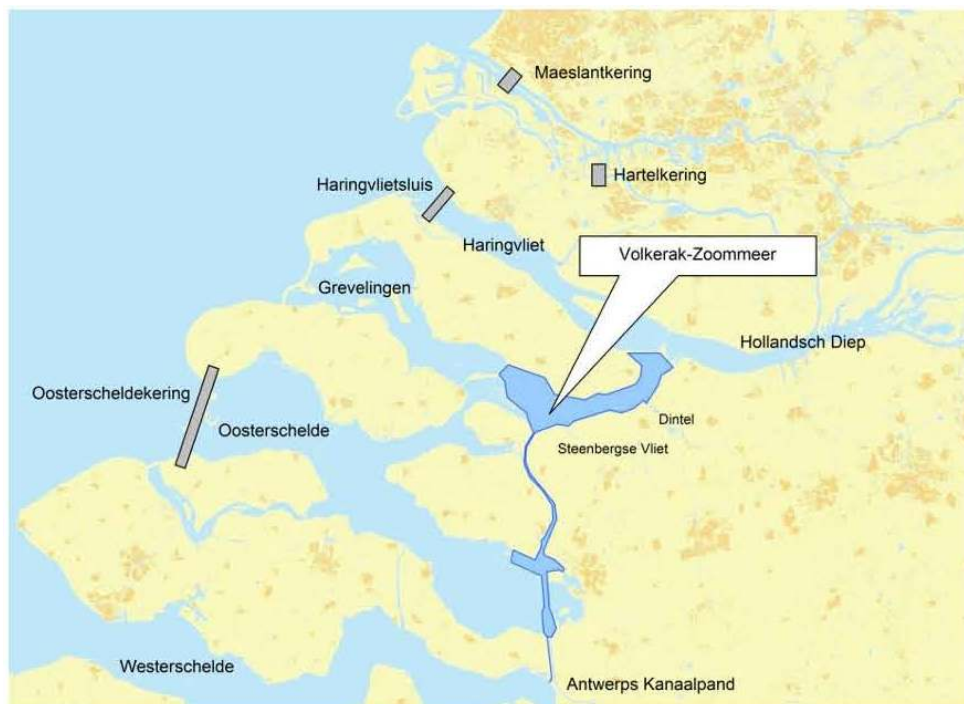 Maeslantkering
Hartelkering
Haringvlietsluis
Haringvliet
Volkerak-Zoommeer
Grevelingen
Hollandsch Diep
Oosterscheldekering
Oosterschelde
Dintel
Steenbergse Vliet
Westerschelde
Antwerps Kanaalpand